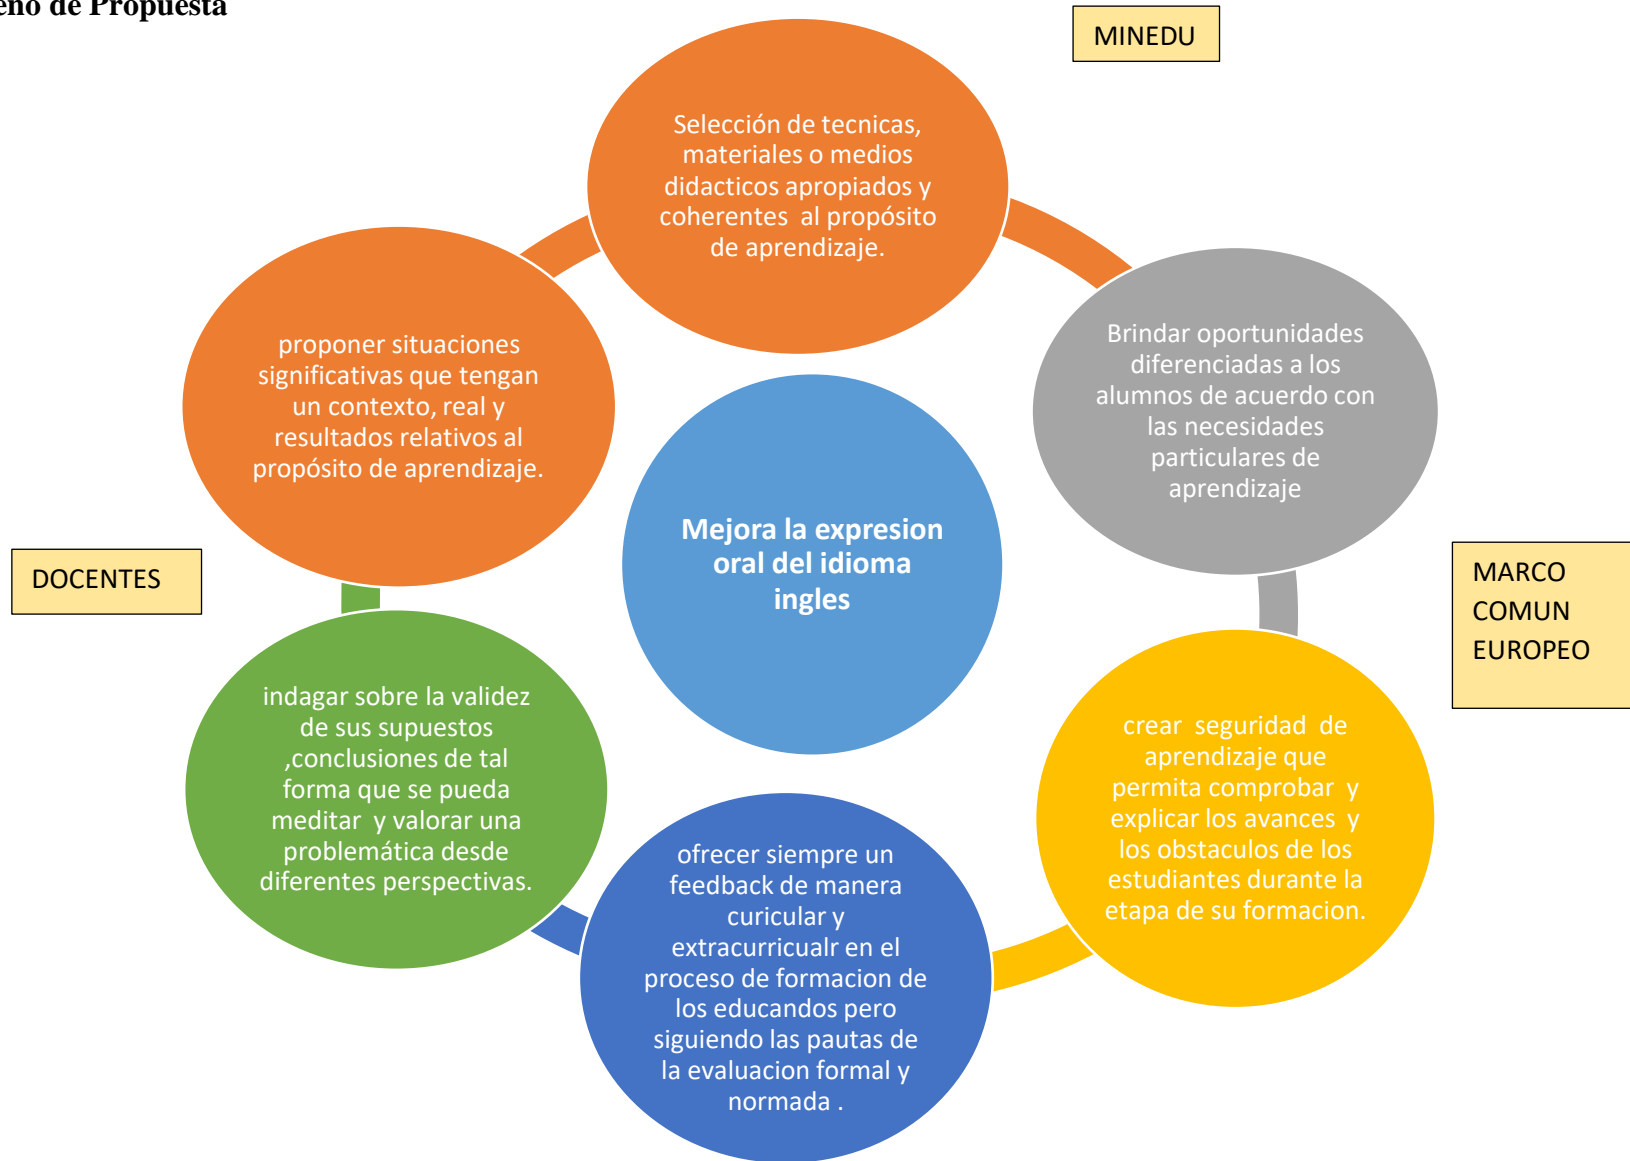 eno de Propuesta
MINEDU
Selección de tecnicas,
materiales o medios
didacticos apropiados y
coherentes al propósito
de aprendizaje.
proponer situaciones
significativas que tengan
un contexto, real y
resultados relativos al
propósito de aprendizaje.
Brindar oportunidades
diferenciadas a los
alumnos de acuerdo con
las necesidades
particulares de
aprendizaje
Mejora la expresion
oral del idioma
ingles
DOCENTES
MARCO
COMUN
EUROPEO
indagar sobre la validez
de sus supuestos
,conclusiones de tal
forma que se pueda
meditar y valorar una
problemática desde
diferentes perspectivas.
crear seguridad de
aprendizaje que
permita comprobar y
explicar los avances y
los obstaculos de los
estudiantes durante la
etapa de su formacion.
ofrecer siempre un
feedback de manera
curicular y
extracurricualr en el
proceso de formacion de
los educandos pero
siguiendo las pautas de
la evaluacion formal y
normada .